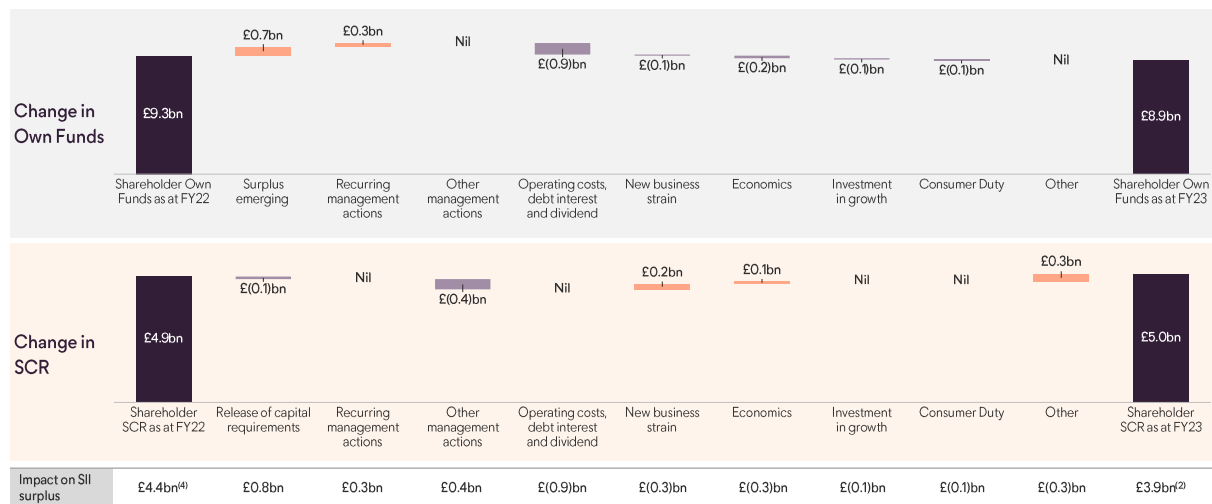 £0.7bn
£0.3bn
Nil
£(0.9)bn
£(0.1)bn
£(0.2)bn
£(0.1)bn
£(0.1)bn
Nil
Change in
Own Funds
£9.3bn
£8.9bn
Shareholder Own
Funds as at FY22
Surplus
emerging
Recurring
management
actions
Other
management
actions
Operating costs,
debt interest
and dividend
New business
strain
Economics
Investment
in growth
Consumer Duty
Other
Shareholder Own
Funds as at FY23
£(0.1)bn
Nil
£(0.4)bn
Nil
£0.2bn
£0.1bn
Nil
Nil
£0.3bn
Change in
SCR
£4.9bn
£5.0bn
Shareholder
SCR as at FY22
Release of capital
requirements
Recurring
management
actions
Other
management
actions
Operating costs,
debt interest
and dividend
New business
strain
Economics
Investment
in growth
Consumer Duty
Other
Shareholder
SCR as at FY23
Impact on SII
surplus
£4.4bn(4)
£0.8bn
£0.3bn
£0.4bn
£(0.9)bn
£(0.3)bn
£(0.3)bn
£(0.1)bn
£(0.1)bn
£(0.3)bn
£3.9bn(2)